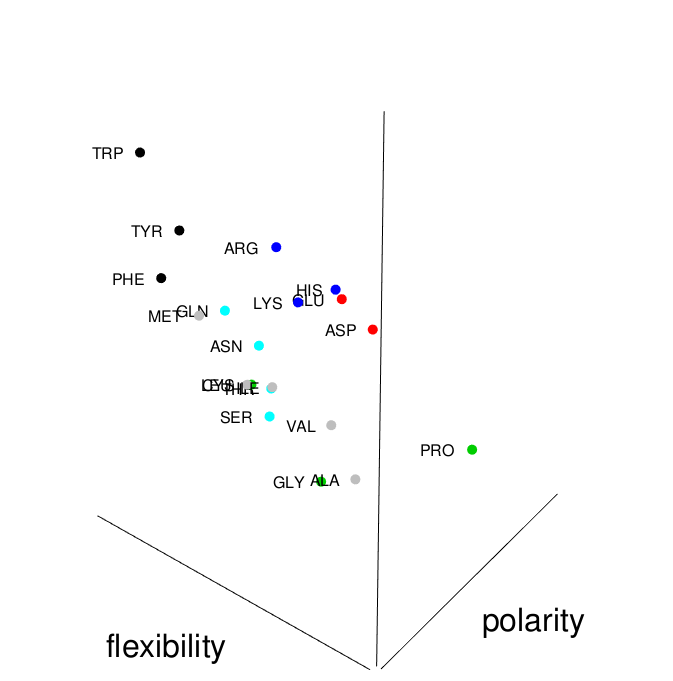 TRP
TYR
ARG
PHE
HIS
GLU
LYS
GLN
MET
ASP
ASN
SER
VAL
PRO
GLY
ALA
polarity
flexibility